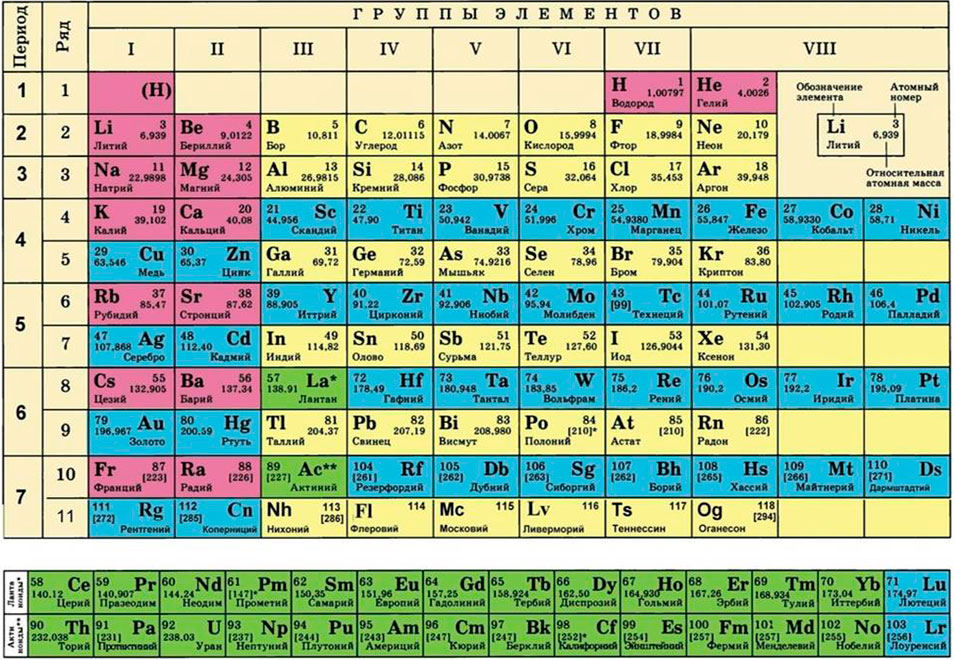 ГРУППЫ ЭЛЕМЕНТОВ
Период Ряд I II III IV V VI VII VIII
1 1 (H) H 1 1,00797 Водород He 2 4,0026 Гелий
Обозначение элемента Атомный номер
Li 3 6,939 Литий
Относительная атомная масса
2 2 Li 3 6,939 Литий Be 4 9,0122 Бериллий B 5 10,811 Бор C 6 12,01115 Углерод N 7 14,0067 Азот O 8 15,9994 Кислород F 9 18,9984 Фтор Ne 10 20,179 Неон
3 3 Na 11 22,9898 Натрий Mg 12 24,305 Магний Al 13 26,9815 Алюминий Si 14 28,086 Кремний P 15 30,9738 Фосфор S 16 32,064 Сера Cl 17 35,453 Хлор Ar 18 39,948 Аргон
4 4 K 19 39,102 Калий Ca 20 40,08 Кальций 21 Sc 44,956 Скандий 22 Ti 47,90 Титан 23 V 50,942 Ванадий 24 Cr 51,996 Хром 25 Mn 54,9380 Марганец 26 Fe 55,847 Железо 27 Co 58,9330 Кобальт 28 Ni 58,71 Никель
5 29 Cu 63,546 Медь 30 Zn 65,37 Цинк Ga 31 69,72 Галлий Ge 32 72,59 Германий As 33 74,9216 Мышьяк Se 34 78,96 Селен Br 35 79,904 Бром Kr 36 83,80 Криптон
5 6 Rb 37 85,47 Рубидий Sr 38 87,62 Стронций 39 Y 88,905 Иттрий 40 Zr 91,22 Цирконий 41 Nb 92,906 Ниобий 42 Mo 95,94 Молибден 43 Tc [99] Технеций 44 Ru 101,07 Рутений 45 Rh 102,905 Родий 46 Pd 106,4 Палладий
7 47 Ag 107,868 Серебро 48 Cd 112,40 Кадмий In 49 114,82 Индий Sn 50 118,69 Олово Sb 51 121,75 Сурьма Te 52 127,60 Теллур I 53 126,9044 Иод Xe 54 131,30 Ксенон
6 8 Cs 55 132,905 Цезий Ba 56 137,34 Барий 57 La* 138,91 Лантан 72 Hf 178,49 Гафний 73 Ta 180,948 Тантал 74 W 183,85 Вольфрам 75 Re 186,2 Рений 76 Os 190,2 Осмий 77 Ir 192,2 Иридий 78 Pt 195,09 Платина
9 79 Au 196,967 Золото 80 Hg 200,59 Ртуть Tl 81 204,37 Таллий Pb 82 207,19 Свинец Bi 83 208,980 Висмут Po 84 [210]* Полоний At 85 [210] Астат Rn 86 [222] Радон
7 10 Fr 87 [223] Франций Ra 88 [226] Радий 89 Ac** [227] Актиний 104 Rf [261] Резерфордий 105 Db [262] Дубний 106 Sg [263] Сиборгий 107 Bh [262] Борий 108 Hs [265] Хассий 109 Mt [266] Майтнерий 110 Ds [271] Дармштадтий
11 111 Rg [272] Рентгений 112 Cn [285] Коперниций Nh 113 [286] Нихоний Fl 114 Флеровий Mc 115 Московий Lv 116 Ливерморий Ts 117 Теннессин Og 118 [294] Оганесон
Ланта ноиды* 58 Ce 140,12 Церий 59 Pr 140,907 Празеодим 60 Nd 144,24 Неодим 61 Pm [147]* Прометий 62 Sm 150,35 Самарий 63 Eu 151,96 Европий 64 Gd 157,25 Гадолиний 65 Tb 158,924 Тербий 66 Dy 162,50 Диспрозий 67 Ho 164,930 Гольмий 68 Er 167,26 Эрбий 69 Tm 168,934 Тулий 70 Yb 173,04 Иттербий 71 Lu 174,97 Лютеций
Акти ноиды** 90 Th 232,038 Торий 91 Pa [231] Протактиний 92 U 238,03 Уран 93 Np [237] Нептуний 94 Pu [244] Плутоний 95 Am [243] Америций 96 Cm [247] Кюрий 97 Bk [247] Берклий 98 Cf [252]* Калифорний 99 Es [254] Эйнштейний 100 Fm [257] Фермий 101 Md [257] Менделевий 102 No [255] Нобелий 103 Lr [256] Лоуренсий